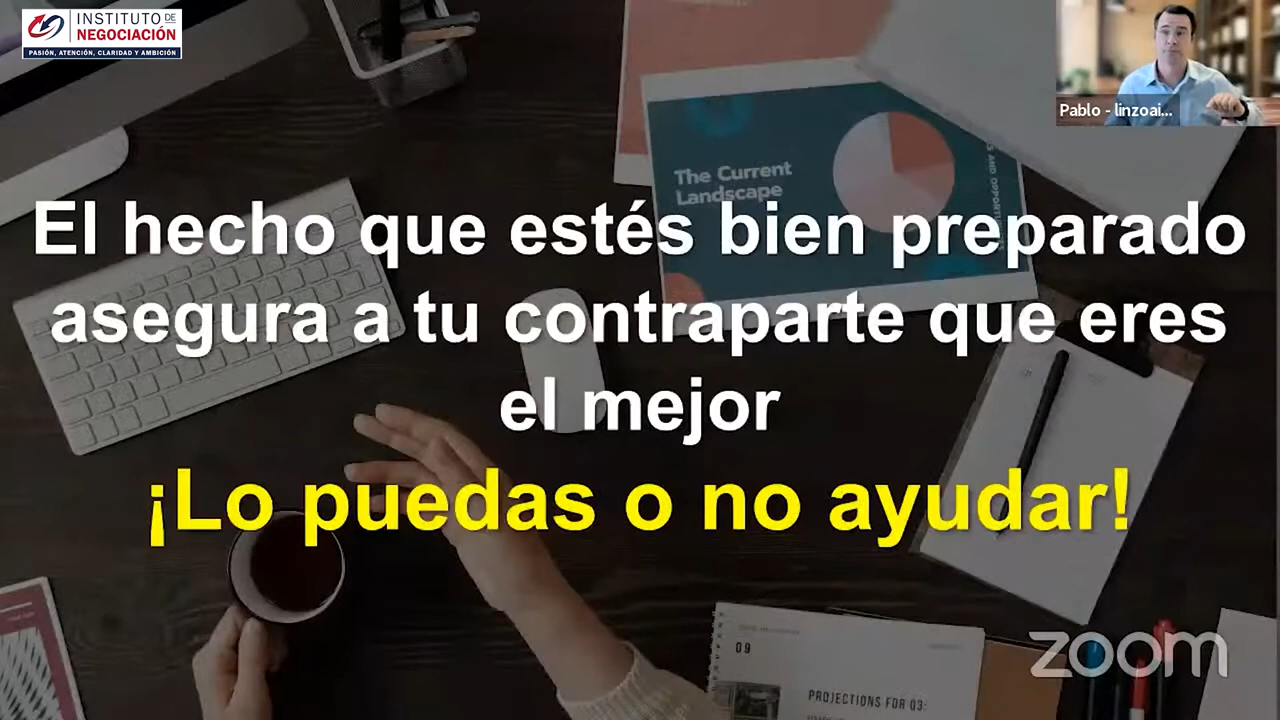 INSTITUTO DE
NEGOCIACIÓN
PASIÓN, ATENCIÓN, CLARIDAD Y AMBICIÓN
Pablo - linzoai...
The Current
Landscape
El hecho que estés bien preparado
asegura a tu contraparte que eres
el mejor
¡Lo puedas o no ayudar!
09
PROJECTIONS FOR Q3:
zoom